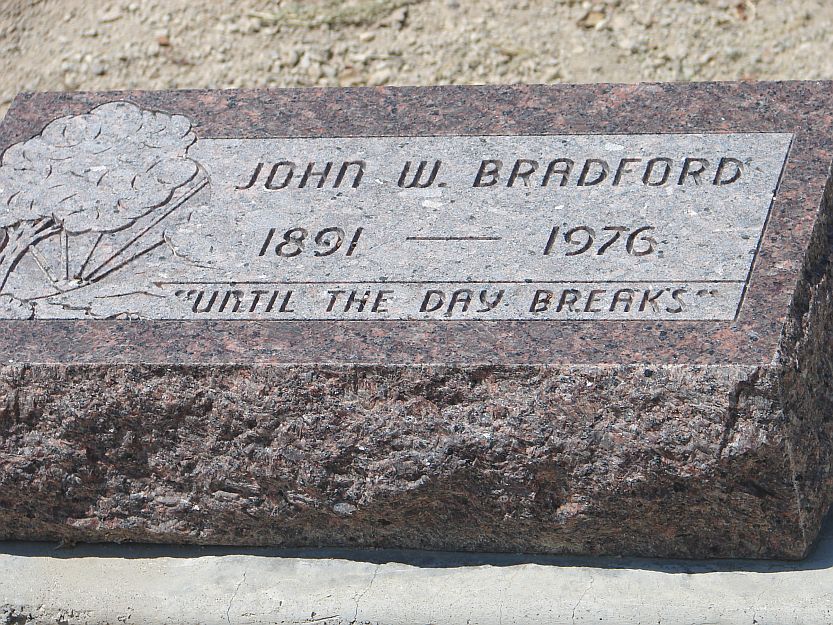 JOHN W. BRADFORD
1891 — 1976
"UNTIL THE DAY BREAKS"